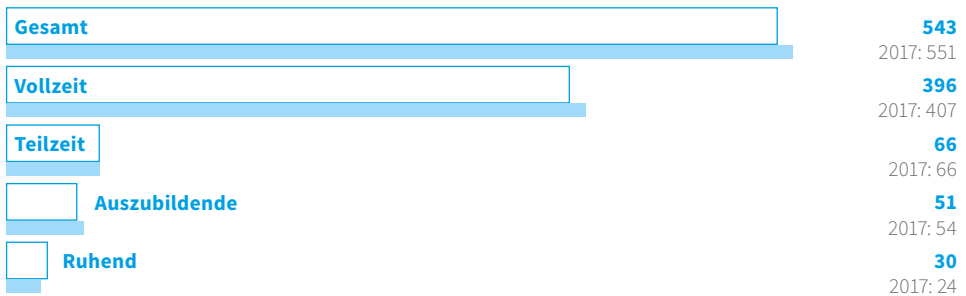 Gesamt 543
2017: 551
Vollzeit 396
2017: 407
Teilzeit 66
2017: 66
Auszubildende 51
2017: 54
Ruhend 30
2017: 24